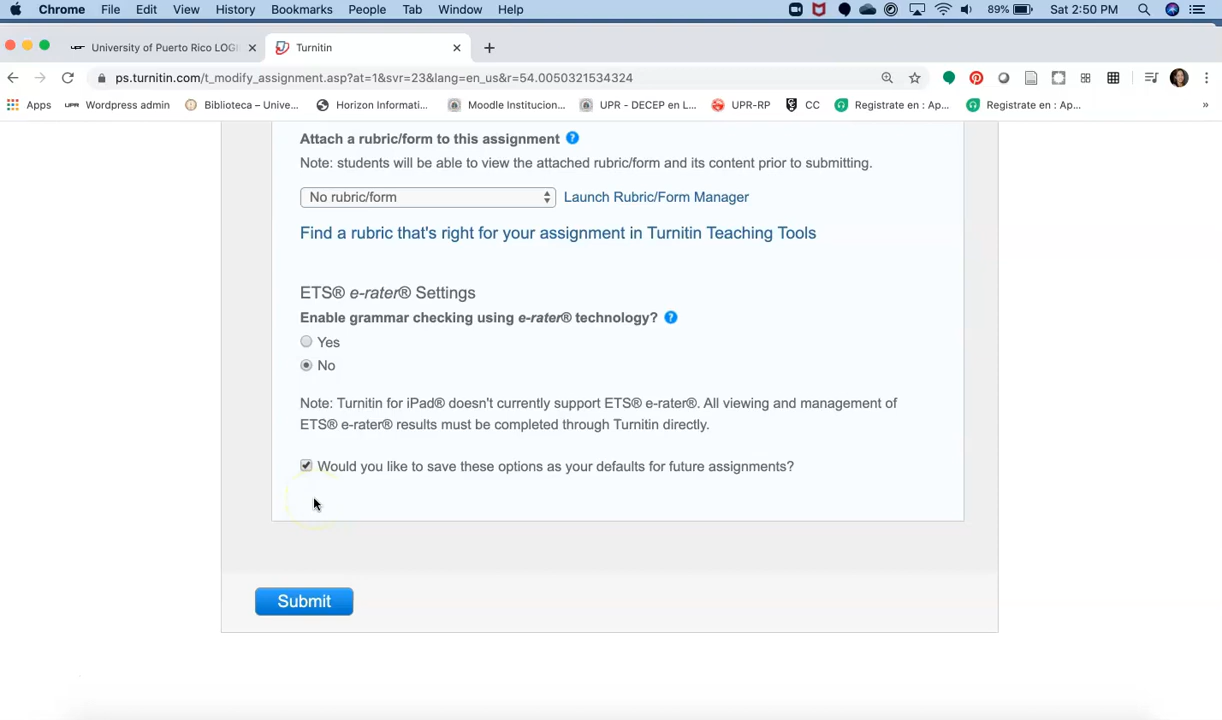 Chrome File Edit View History Bookmarks People Tab Window Help 89% Sat 2:50 PM
University of Puerto Rico LOGI Turnitin
ps.turnitin.com/t_modify_assignment.asp?at=1&svr=23&lang=en_us&r=54.0050321534324
Apps Wordpress admin Biblioteca – Unive... Horizon Informati... Moodle Institucion... UPR - DECEP en L... UPR-RP CC Registrate en : Ap... Registrate en : Ap... »
Attach a rubric/form to this assignment ?
Note: students will be able to view the attached rubric/form and its content prior to submitting.
No rubric/form Launch Rubric/Form Manager
Find a rubric that's right for your assignment in Turnitin Teaching Tools
ETS® e-rater® Settings
Enable grammar checking using e-rater® technology? ?
Yes
No
Note: Turnitin for iPad® doesn't currently support ETS® e-rater®. All viewing and management of
ETS® e-rater® results must be completed through Turnitin directly.
Would you like to save these options as your defaults for future assignments?
Submit